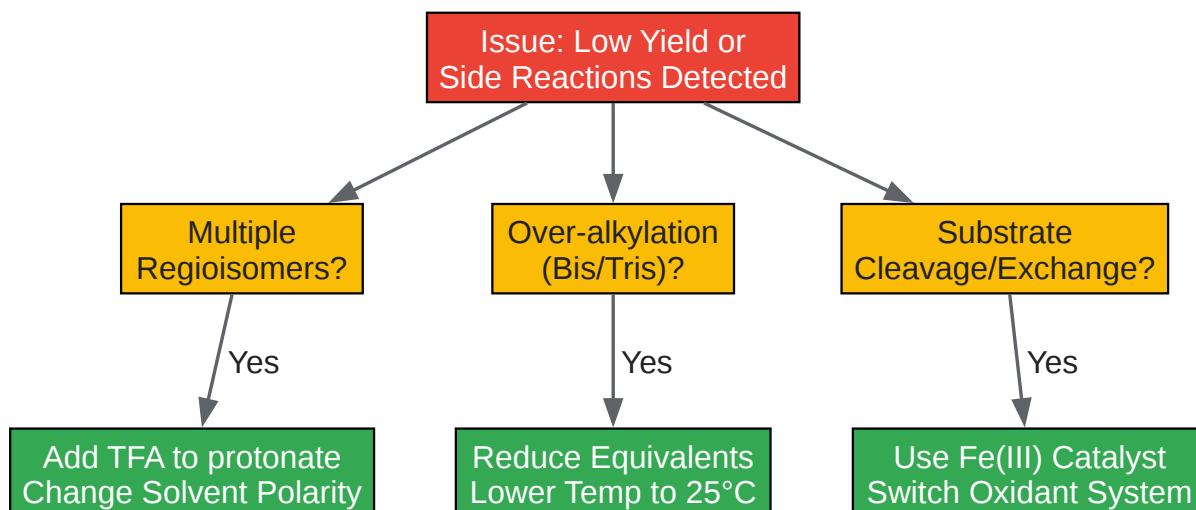 Issue: Low Yield or
Side Reactions Detected
Multiple
Regioisomers?
Over-alkylation
(Bis/Tris)?
Substrate
Cleavage/Exchange?
Yes
Yes
Yes
Add TFA to protonate
Change Solvent Polarity
Reduce Equivalents
Lower Temp to 25°C
Use Fe(III) Catalyst
Switch Oxidant System